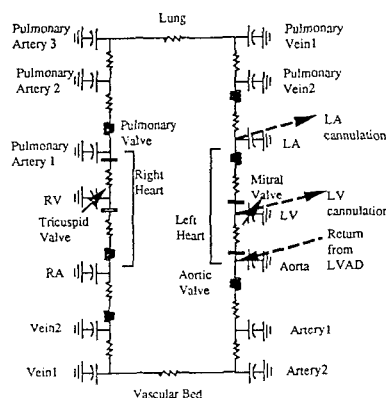 Lung
Pulmonary
Artery 3
Pulmonary
Vein1
Pulmonary
Artery 2
Pulmonary
Vein2
Pulmonary
Valve
LA
cannulation
Pulmonary
Artery 1
LA
Right
Heart
Mitral
Valve
RV
LV
LV
cannulation
Tricuspid
Valve
Left
Heart
Return
from
LVAD
RA
Aorta
Aortic
Valve
Vein2
Artery1
Vein1
Artery2
Vascular Bed